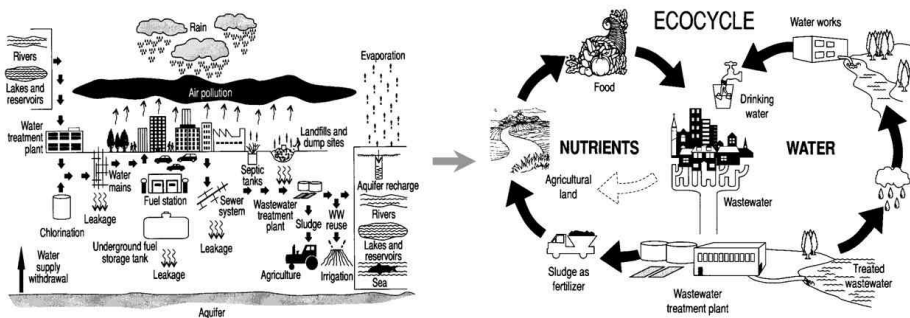 Rivers
Lakes and
reservoirs
Water
treatment
plant
Chlorination
Water
supply
withdrawal
Rain
Air pollution
Water
mains
Leakage
Fuel station
Underground fuel
storage tank
Leakage
Sewer
system
Leakage
Septic
tanks
Landfills and
dump sites
Wastewater
treatment
plant
Sludge
Agriculture
WW
reuse
Irrigation
Evaporation
Aquifer recharge
Rivers
Lakes and
reservoirs
Sea
Aquifer
ECOCYCLE
Water works
Food
Drinking
water
NUTRIENTS
WATER
Agricultural
land
Wastewater
Sludge as
fertilizer
Wastewater
treatment plant
Treated
wastewater